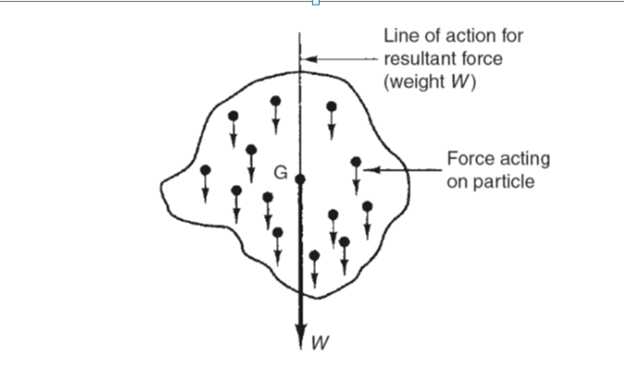 Line of action for
resultant force
(weight W)
Force acting
on particle
G
W